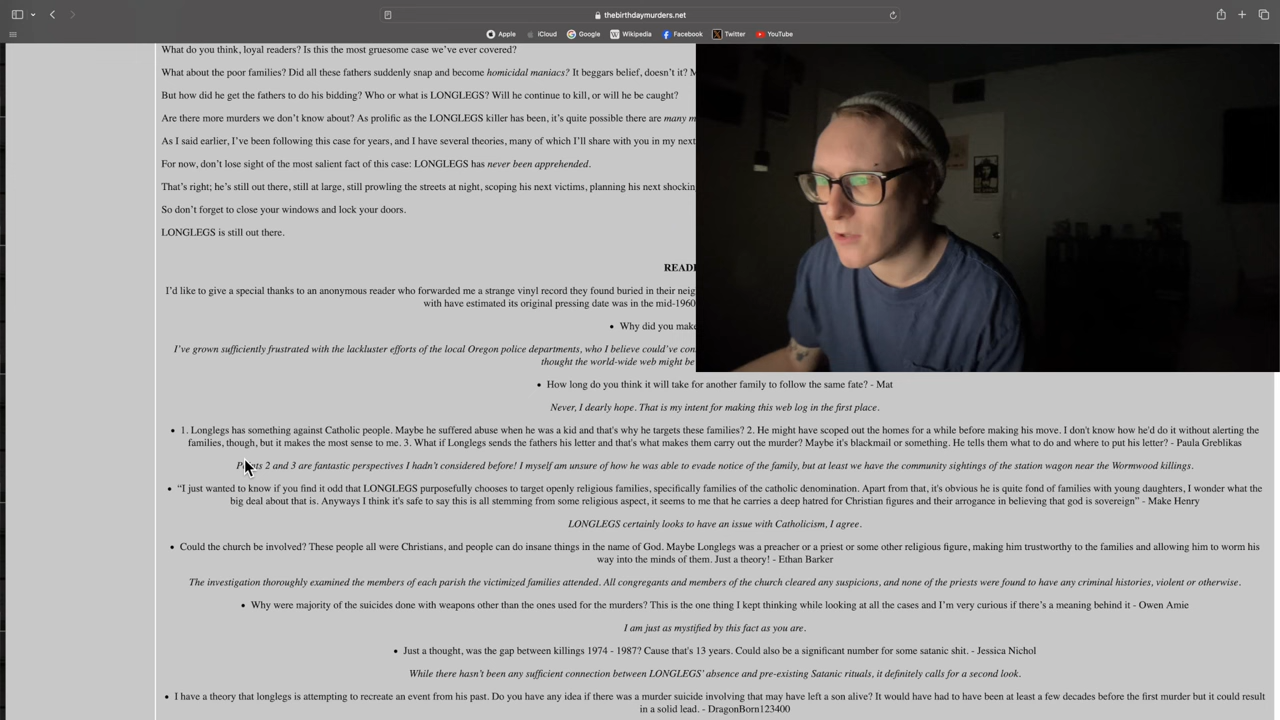 thebirthdaymurders.net
Apple iCloud Google Wikipedia Facebook Twitter YouTube
What do you think, loyal readers? Is this the most gruesome case we've ever covered?
What about the poor families? Did all these fathers suddenly snap and become homicidal maniacs? It beggars belief, doesn't it?
But how did he get the fathers to do his bidding? Who or what is LONGLEGS? Will he continue to kill, or will he be caught?
Are there more murders we don't know about? As prolific as the LONGLEGS killer has been, it's quite possible there are many
As I said earlier, I've been following this case for years, and I have several theories, many of which I'll share with you in my next
For now, don't lose sight of the most salient fact of this case: LONGLEGS has never been apprehended.
That's right; he's still out there, still at large, still prowling the streets at night, scoping his next victims, planning his next
So don't forget to close your windows and lock your doors.
LONGLEGS is still out there.
I'd like to give a special thanks to an anonymous reader who forwarded me a strange vinyl record they found buried in their
with have estimated its original pressing date was in the mid-1960
• Why did you make
I've grown sufficiently frustrated with the lackluster efforts of the local Oregon police departments, who I believe could've
thought the world-wide web might be
• How long do you think it will take for another family to follow the same fate? - Mat
Never, I dearly hope. That is my intent for making this web log in the first place.
• 1. Longlegs has something against Catholic people. Maybe he suffered abuse when he was a kid and that's why he targets these families? 2. He might have scoped out the homes for a while before making his move. I don't know how he'd do it without alerting the
families, though, but it makes the most sense to me. 3. What if Longlegs sends the fathers his letter and that's what makes them carry out the murder? Maybe it's blackmail or something. He tells them what to do and where to put his letter? - Paula Greblikas
2 and 3 are fantastic perspectives I hadn't considered before! I myself am unsure of how he was able to evade notice of the family, but at least we have the community sightings of the station wagon near the Wormwood killings.
• "I just wanted to know if you find it odd that LONGLEGS purposefully chooses to target openly religious families, specifically families of the catholic denomination. Apart from that, it's obvious he is quite fond of families with young daughters, I wonder what the
big deal about that is. Anyways I think it's safe to say this is all stemming from some religious aspect, it seems to me that he carries a deep hatred for Christian figures and their arrogance in believing that god is sovereign" - Make Henry
LONGLEGS certainly looks to have an issue with Catholicism, I agree.
• Could the church be involved? These people all were Christians, and people can do insane things in the name of God. Maybe Longlegs was a preacher or a priest or some other religious figure, making him trustworthy to the families and allowing him to worm his
way into the minds of them. Just a theory! - Ethan Barker
The investigation thoroughly examined the members of each parish the victimized families attended. All congregants and members of the church cleared any suspicions, and none of the priests were found to have any criminal histories, violent or otherwise.
• Why were majority of the suicides done with weapons other than the ones used for the murders? This is the one thing I kept thinking while looking at all the cases and I'm very curious if there's a meaning behind it - Owen Amie
I am just as mystified by this fact as you are.
• Just a thought, was the gap between killings 1974 - 1987? Cause that's 13 years. Could also be a significant number for some satanic shit. - Jessica Nichol
While there hasn't been any sufficient connection between LONGLEGS' absence and pre-existing Satanic rituals, it definitely calls for a second look.
• I have a theory that longlegs is attempting to recreate an event from his past. Do you have any idea if there was a murder suicide involving that may have left a son alive? It would have had to have been at least a few decades before the first murder but it could result
in a solid lead. - DragonBorn123400